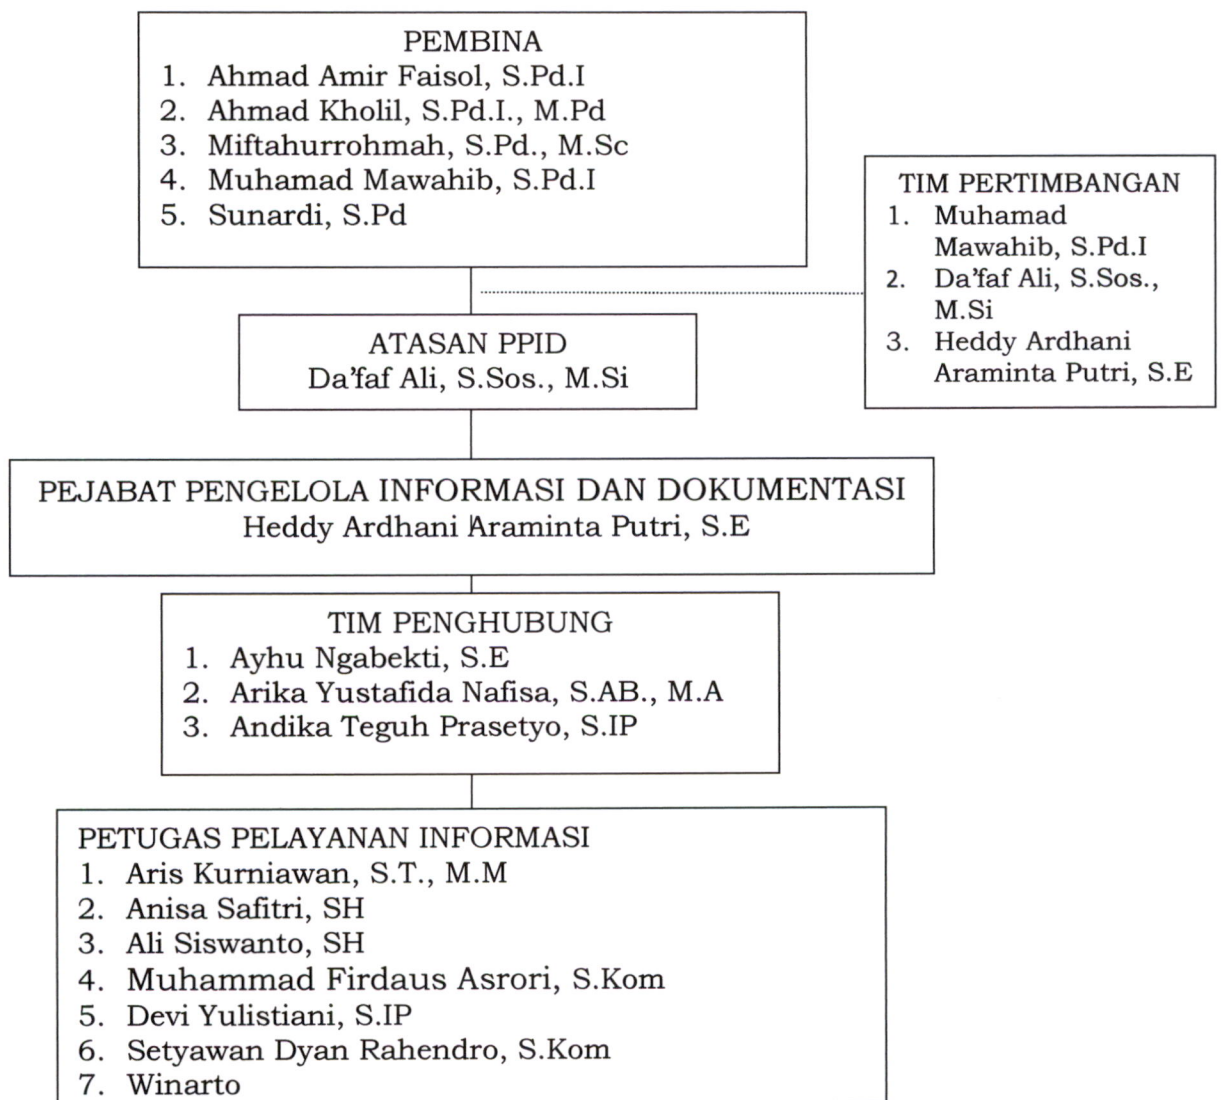 PEMBINA
1. Ahmad Amir Faisol, S.Pd.I
2. Ahmad Kholil, S.Pd.I., M.Pd
3. Miftahurrohmah, S.Pd., M.Sc
4. Muhamad Mawahib, S.Pd.I
5. Sunardi, S.Pd
TIM PERTIMBANGAN
1. Muhamad
Mawahib, S.Pd.I
2. Da'faf Ali, S.Sos.,
M.Si
3. Heddy Ardhani
Araminta Putri, S.E
ATASAN PPID
Da'faf Ali, S.Sos., M.Si
PEJABAT PENGELOLA INFORMASI DAN DOKUMENTASI
Heddy Ardhani Araminta Putri, S.E
TIM PENGHUBUNG
1. Ayhu Ngabekti, S.E
2. Arika Yustafida Nafisa, S.AB., M.A
3. Andika Teguh Prasetyo, S.IP
PETUGAS PELAYANAN INFORMASI
1. Aris Kurniawan, S.T., M.M
2. Anisa Safitri, SH
3. Ali Siswanto, SH
4. Muhammad Firdaus Asrori, S.Kom
5. Devi Yulistiani, S.IP
6. Setyawan Dyan Rahendro, S.Kom
7. Winarto